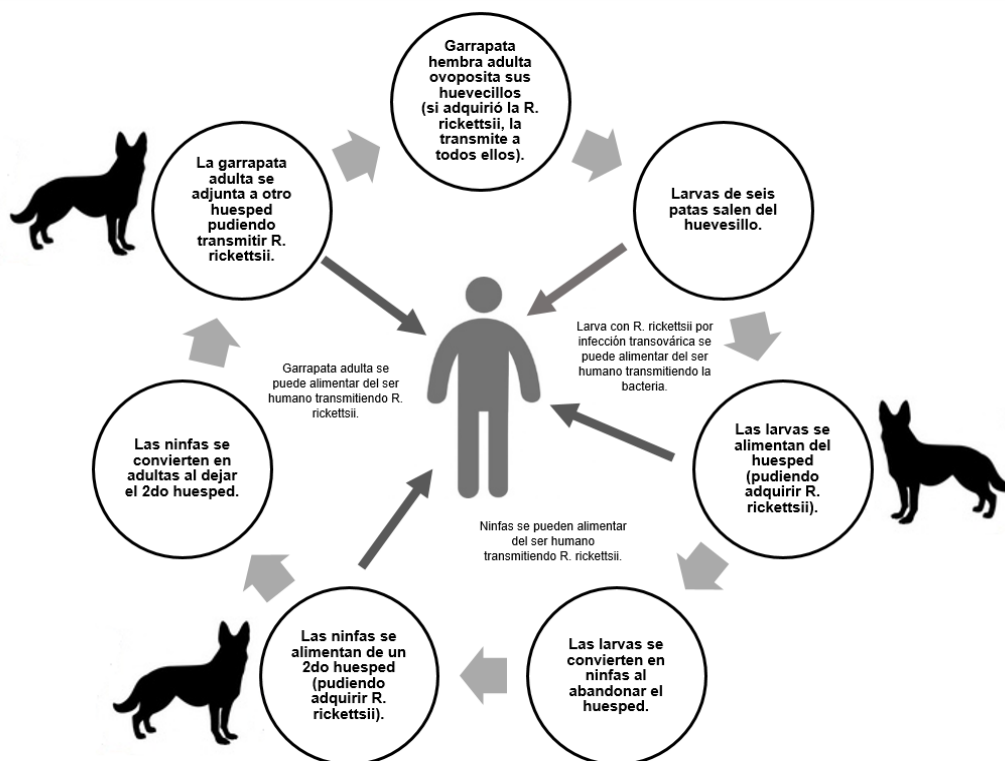 Garrapata
hembra adulta
ovoposita sus
huevecillos
(si adquirió la R.
rickettsii, la
transmite a
todos ellos).
Larvas de seis
patas salen del
huevesillo.
Larva con R. rickettsii por
infección transovárica se
puede alimentar del ser
humano transmitiendo la
bacteria.
Las larvas se
alimentan del
huesped
(pudiendo
adquirir R.
rickettsii).
Las larvas se
convierten en
ninfas al
abandonar el
huesped.
Ninfas se pueden alimentar
del ser humano
transmitiendo R. rickettsii.
Las ninfas se
alimentan de un
2do huesped
(pudiendo
adquirir R.
rickettsii).
Las ninfas se
convierten en
adultas al dejar
el 2do huesped.
La garrapata
adulta se
adjunta a otro
huesped
pudiendo
transmitir R.
rickettsii.
Garrapata adulta se
puede alimentar del ser
humano transmitiendo R.
rickettsii.